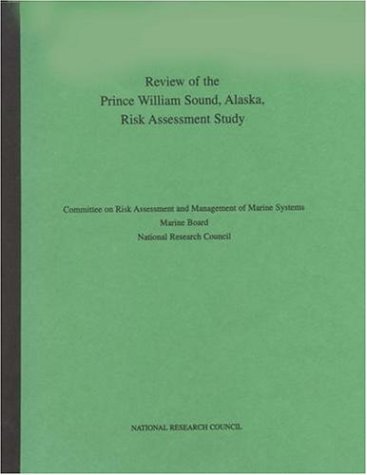 Review of the
Prince William Sound, Alaska,
Risk Assessment Study
Committee on Risk Assessment and Management of Marine Systems
Marine Board
National Research Council
NATIONAL RESEARCH COUNCIL